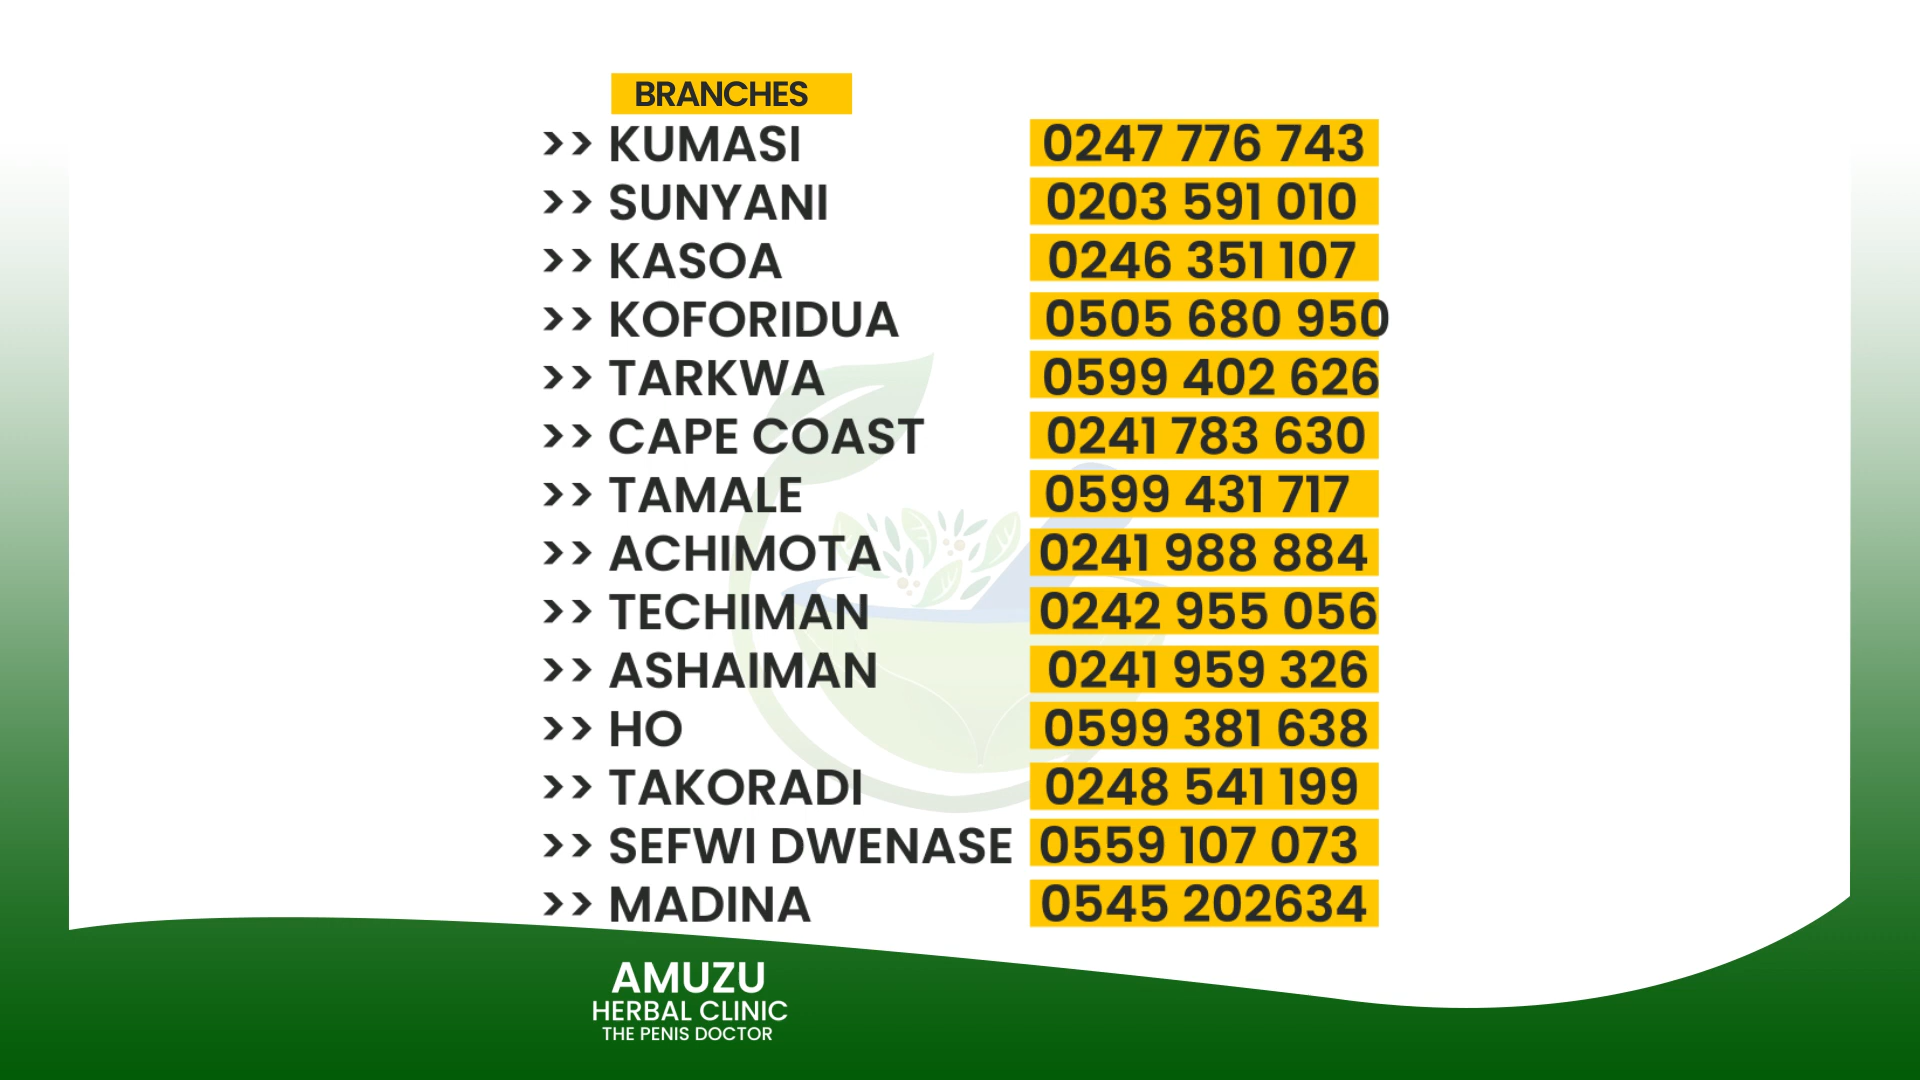 BRANCHES
>> KUMASI 0247 776 743
>> SUNYANI 0203 591 010
>> KASOA 0246 351 107
>> KOFORIDUA 0505 680 950
>> TARKWA 0599 402 626
>> CAPE COAST 0241 783 630
>> TAMALE 0599 431 717
>> ACHIMOTA 0241 988 884
>> TECHIMAN 0242 955 056
>> ASHAIMAN 0241 959 326
>> HO 0599 381 638
>> TAKORADI 0248 541 199
>> SEFWI DWENASE 0559 107 073
>> MADINA 0545 202634
AMUZU
HERBAL CLINIC
THE PENIS DOCTOR